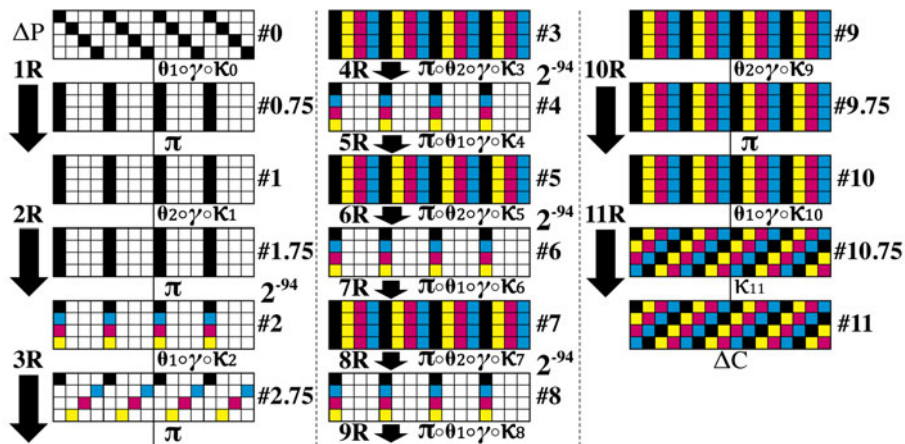 ΔP
#0
1R
θ1∘γ∘κ0
#0.75
π
#1
2R
θ2∘γ∘κ1
#1.75
π
2^-94
#2
3R
θ1∘γ∘κ2
#2.75
π
#3
4R
π∘θ2∘γ∘κ3
2^-94
#4
5R
π∘θ1∘γ∘κ4
#5
6R
π∘θ2∘γ∘κ5
2^-94
#6
7R
π∘θ1∘γ∘κ6
#7
8R
π∘θ2∘γ∘κ7
2^-94
#8
9R
π∘θ1∘γ∘κ8
#9
10R
θ2∘γ∘κ9
#9.75
π
#10
11R
θ1∘γ∘κ10
#10.75
κ11
#11
ΔC